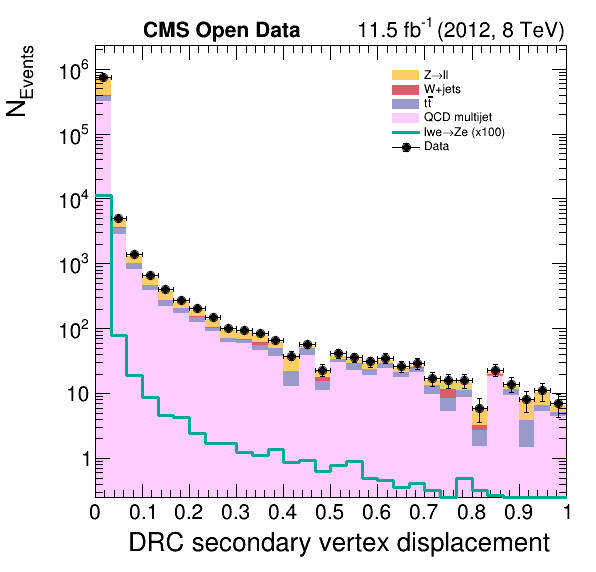 CMS Open Data 11.5 fb⁻¹ (2012, 8 TeV)
N_Events
Z→ll
W+jets
tt̄
QCD multijet
lwe→Ze (x100)
Data
10⁶
10⁵
10⁴
10³
10²
10
1
0 0.1 0.2 0.3 0.4 0.5 0.6 0.7 0.8 0.9 1
DRC secondary vertex displacement